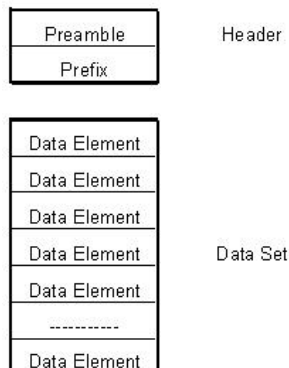 Preamble Header
Prefix
Data Element
Data Element
Data Element
Data Element Data Set
Data Element
-----------
Data Element